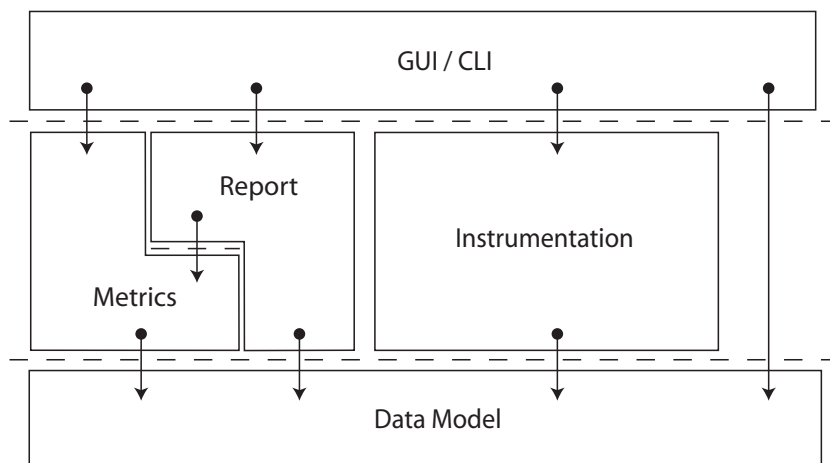 GUI / CLI
Report
Instrumentation
Metrics
Data Model